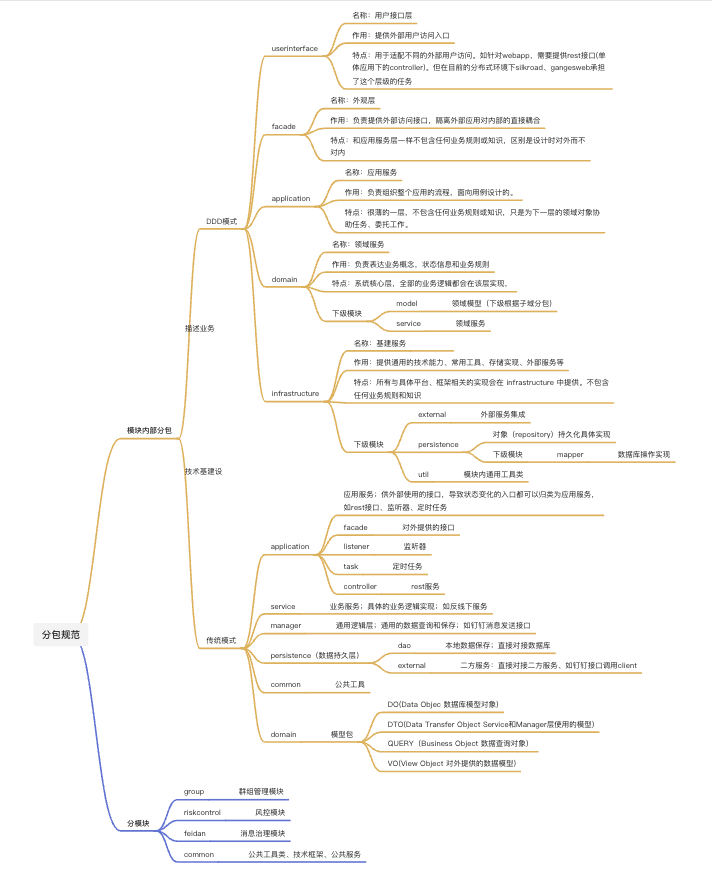 名称：用户接口层
作用：提供外部用户访问入口
userinterface
特点：用于适配不同的外部用户访问。如针对webapp，需要提供rest接口(单
体应用下的controller)。但在目前的分布式环境下silkroad、gangesweb承担
了这个层级的任务
名称：外观层
facade
作用：负责提供外部访问接口，隔离外部应用对内部的直接耦合
特点：和应用服务层一样不包含任何业务规则或知识，区别是设计时对外而不
对内
名称：应用服务
application
作用：负责组织整个应用的流程，面向用例设计的。
特点：很薄的一层，不包含任何业务规则或知识，只是为下一层的领域对象协
助任务、委托工作。
DDD模式
名称：领域服务
作用：负责表达业务概念，状态信息和业务规则
domain
特点：系统核心层，全部的业务逻辑都会在该层实现。
model 领域模型（下级根据子域分包）
下级模块
service 领域服务
描述业务
名称：基建服务
作用：提供通用的技术能力、常用工具、存储实现、外部服务等
特点：所有与具体平台、框架相关的实现会在 infrastructure 中提供。不包含
任何业务规则和知识
infrastructure
external 外部服务集成
对象（repository）持久化具体实现
下级模块
persistence
下级模块 mapper 数据库操作实现
util 模块内通用工具类
模块内部分包
技术基建设
应用服务；供外部使用的接口，导致状态变化的入口都可以归类为应用服务，
如rest接口、监听器、定时任务
facade 对外提供的接口
application
listener 监听器
task 定时任务
controller rest服务
service 业务服务；具体的业务逻辑实现；如反线下服务
manager 通用逻辑层；通用的数据查询和保存；如钉钉消息发送接口
分包规范
传统模式
dao 本地数据保存；直接对接数据库
persistence（数据持久层）
external 二方服务：直接对接二方服务、如钉钉接口调用client
common 公共工具
DO(Data Objec 数据库模型对象)
DTO(Data Transfer Object Service和Manager层使用的模型)
domain 模型包
QUERY（Business Object 数据查询对象）
VO(View Object 对外提供的数据模型)
group 群组管理模块
riskcontrol 风控模块
分模块
feidan 消息治理模块
common 公共工具类、技术框架、公共服务